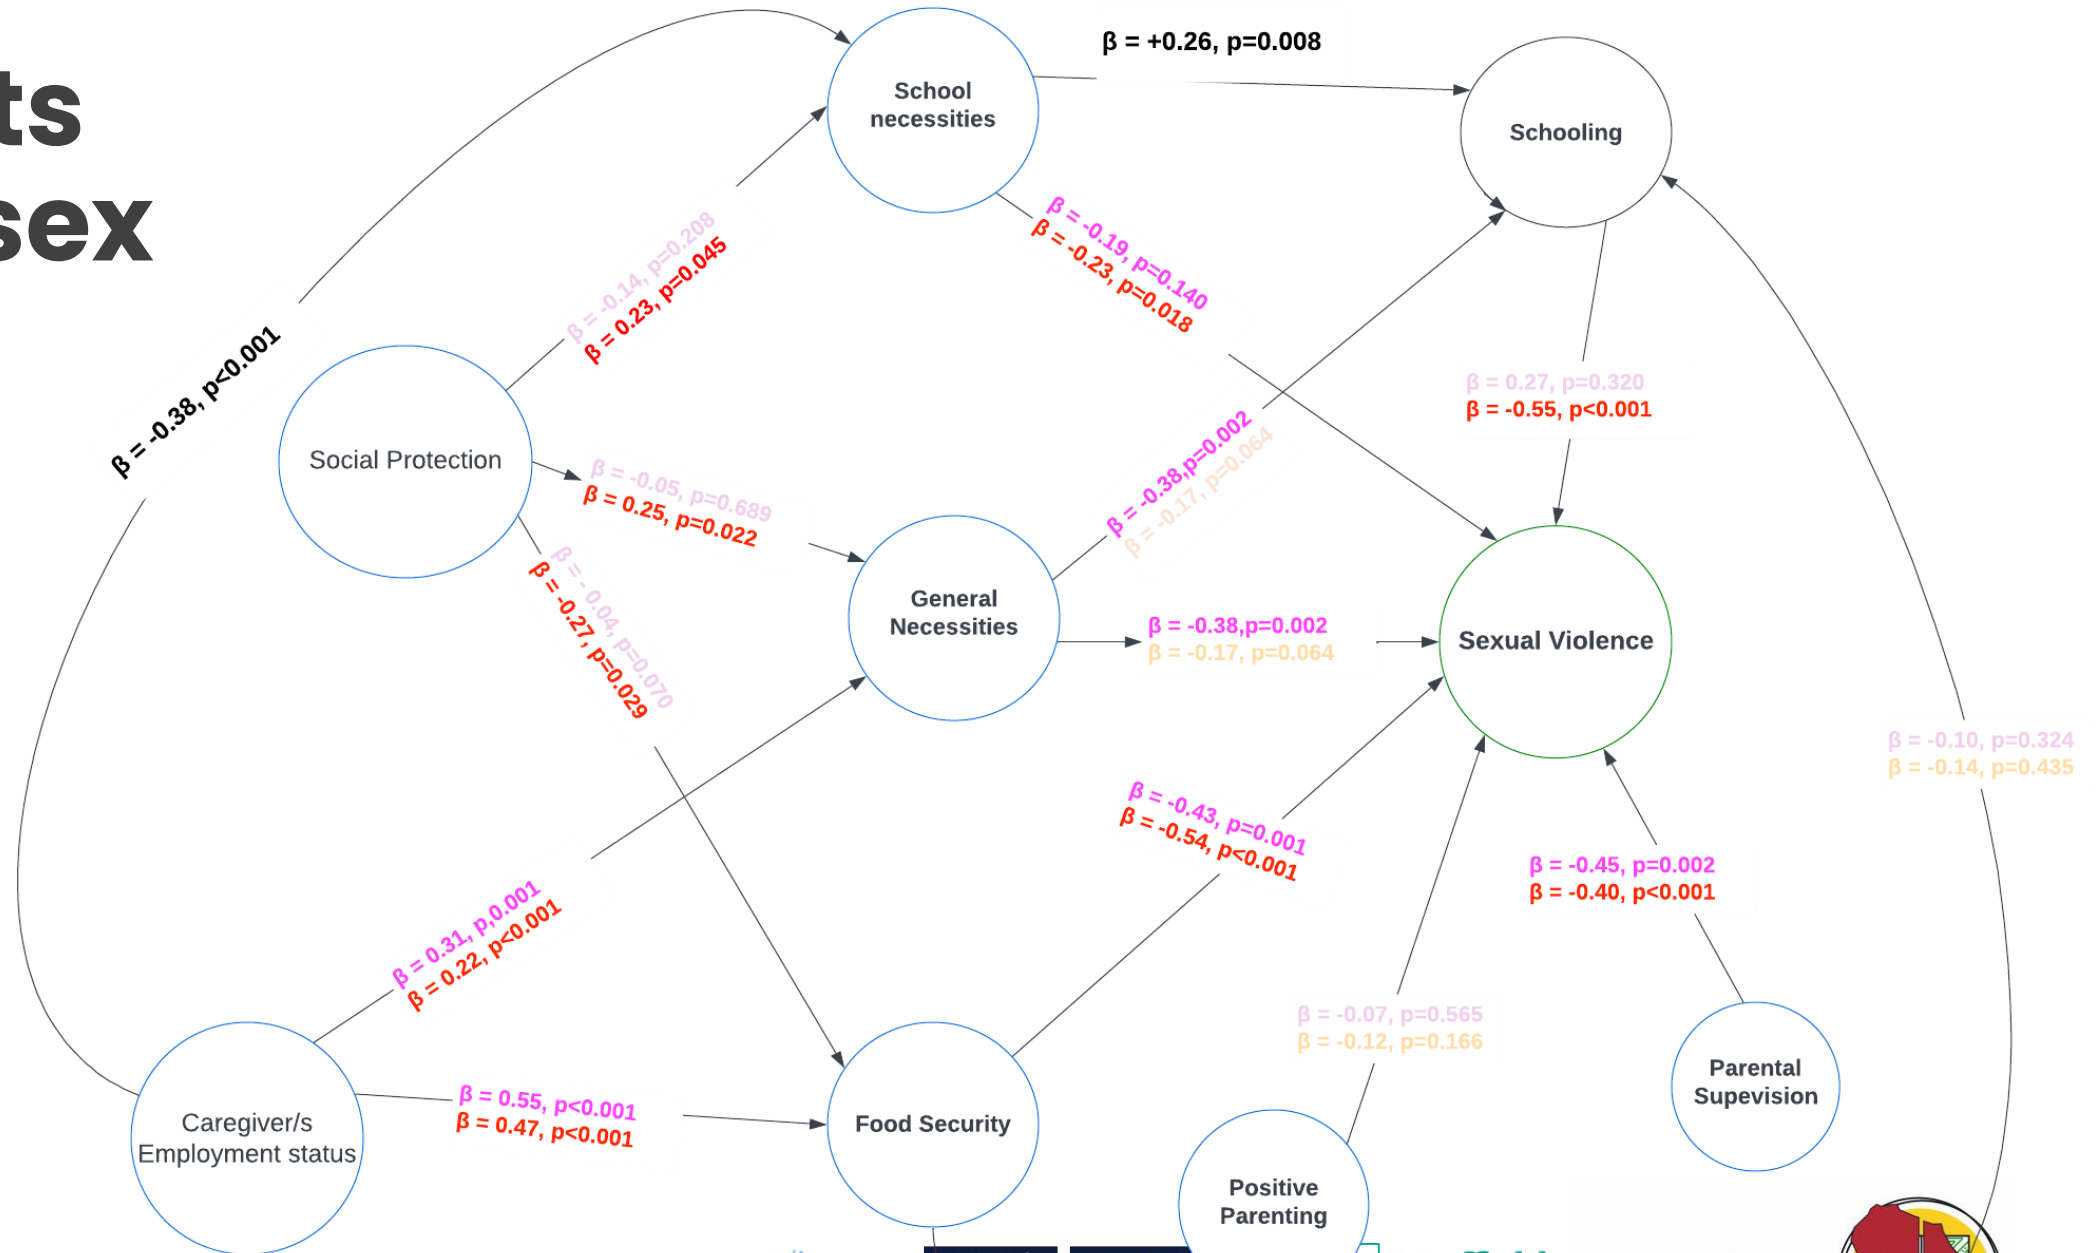 ts
sex
β = +0.26, p=0.008
School
necessities
Schooling
β = -0.19, p=0.140
β = -0.23, p=0.018
β = -0.14, p=0.208
β = 0.23, p=0.045
β = -0.38, p<0.001
β = 0.27, p=0.320
β = -0.55, p<0.001
Social Protection
β = -0.05, p=0.689
β = 0.25, p=0.022
β = -0.38,p=0.002
β = -0.17, p=0.064
β = - 0.04, p=0.070
β = -0.27, p=0.029
General
Necessities
β = -0.38,p=0.002
β = -0.17, p=0.064
Sexual Violence
β = -0.10, p=0.324
β = -0.14, p=0.435
β = -0.43, p=0.001
β = -0.54, p<0.001
β = -0.45, p=0.002
β = -0.40, p<0.001
β = 0.31, p,0.001
β = 0.22, p<0.001
β = -0.07, p=0.565
β = -0.12, p=0.166
Caregiver/s
Employment status
β = 0.55, p<0.001
β = 0.47, p<0.001
Food Security
Parental
Supevision
Positive
Parenting